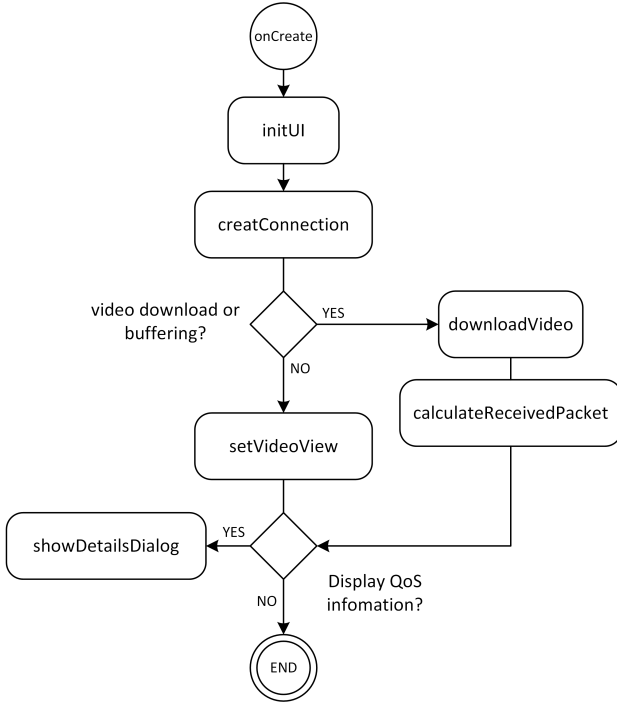 onCreate
initUI
creatConnection
video download or
buffering?
YES
downloadVideo
NO
calculateReceivedPacket
setVideoView
showDetailsDialog
YES
Display QoS
infomation?
NO
END